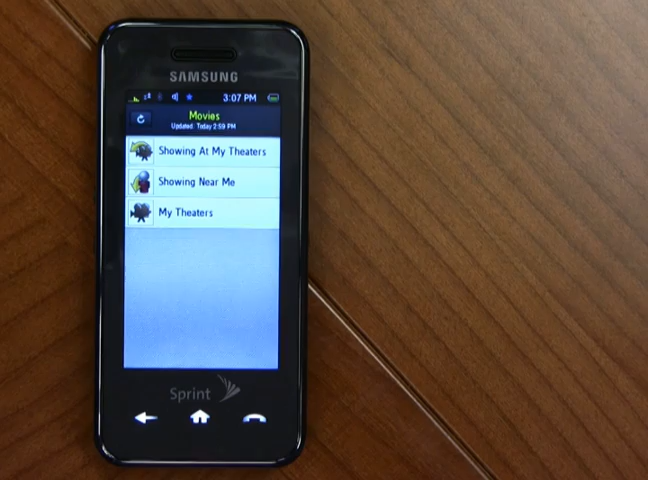 SAMSUNG
3:07 PM
Movies
Updated: Today 2:59 PM
Showing At My Theaters
Showing Near Me
My Theaters
Sprint